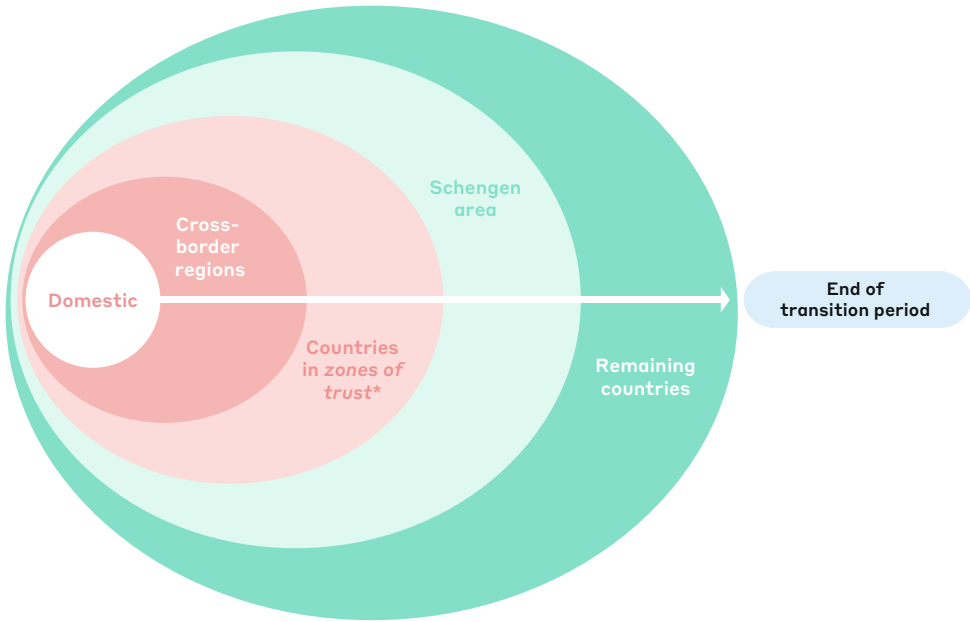 Schengen
area
Cross-
border
regions
Domestic
End of
transition period
Countries
in zones of
trust*
Remaining
countries